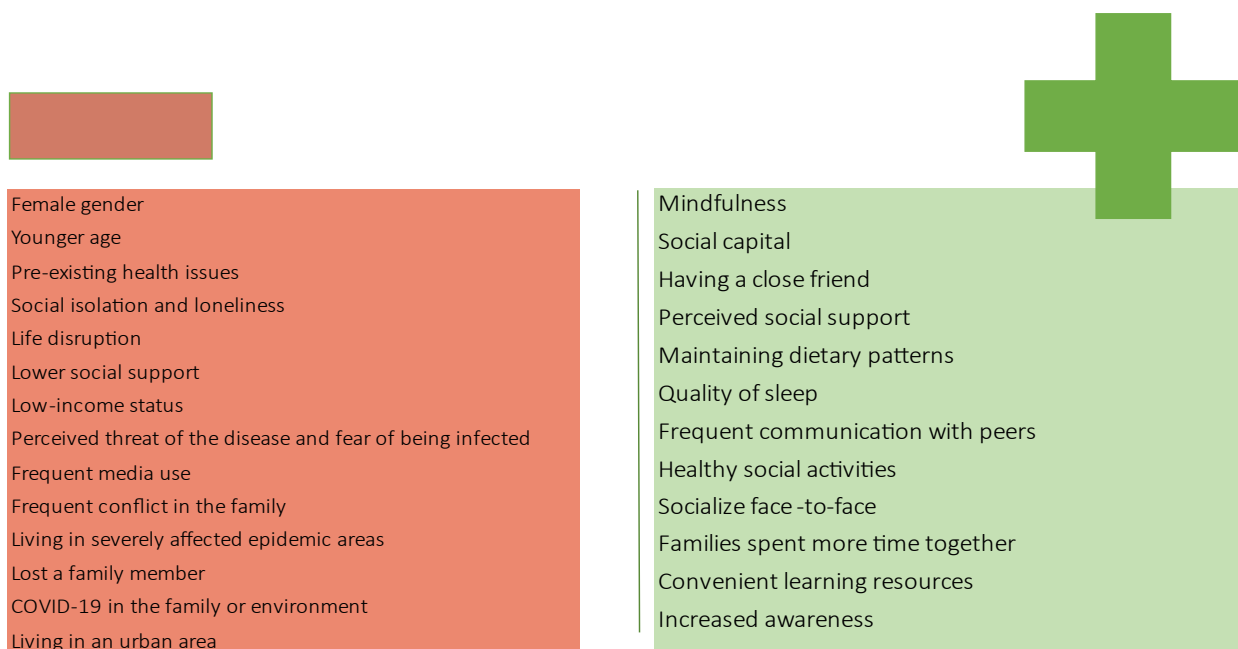 Female gender
Younger age
Pre-existing health issues
Social isolation and loneliness
Life disruption
Lower social support
Low-income status
Perceived threat of the disease and fear of being infected
Frequent media use
Frequent conflict in the family
Living in severely affected epidemic areas
Lost a family member
COVID-19 in the family or environment
Living in an urban area
Mindfulness
Social capital
Having a close friend
Perceived social support
Maintaining dietary patterns
Quality of sleep
Frequent communication with peers
Healthy social activities
Socialize face -to-face
Families spent more time together
Convenient learning resources
Increased awareness